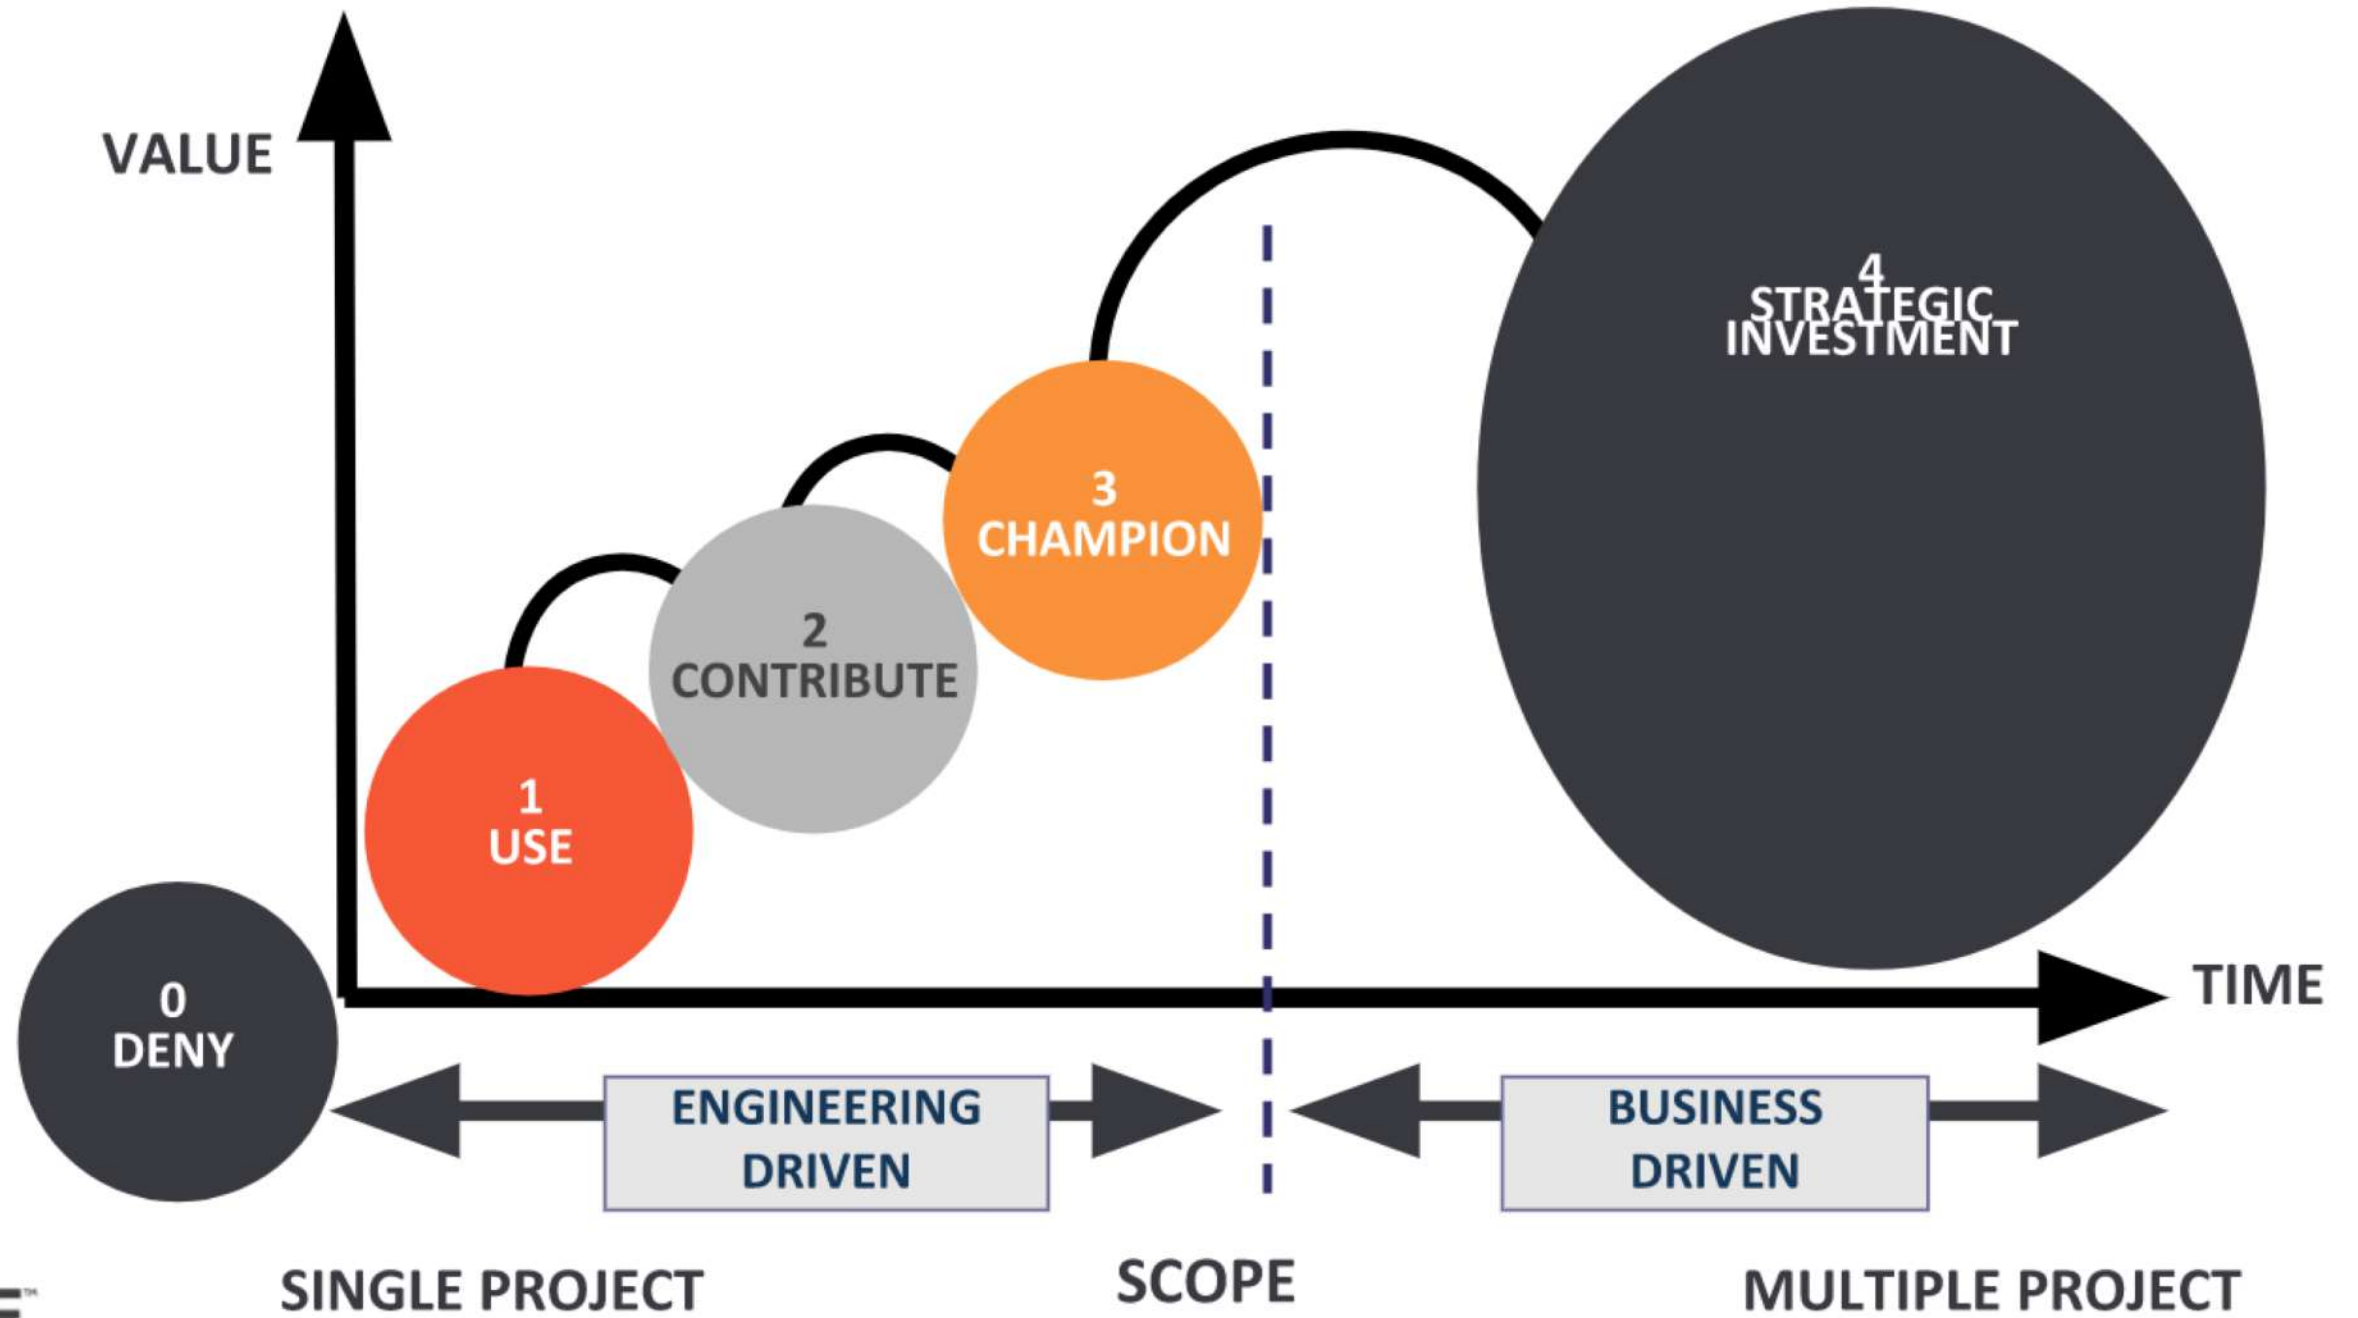 VALUE
4
STRATEGIC
INVESTMENT
3
CHAMPION
2
CONTRIBUTE
1
USE
0
DENY
TIME
ENGINEERING
DRIVEN
BUSINESS
DRIVEN
SINGLE PROJECT
SCOPE
MULTIPLE PROJECT